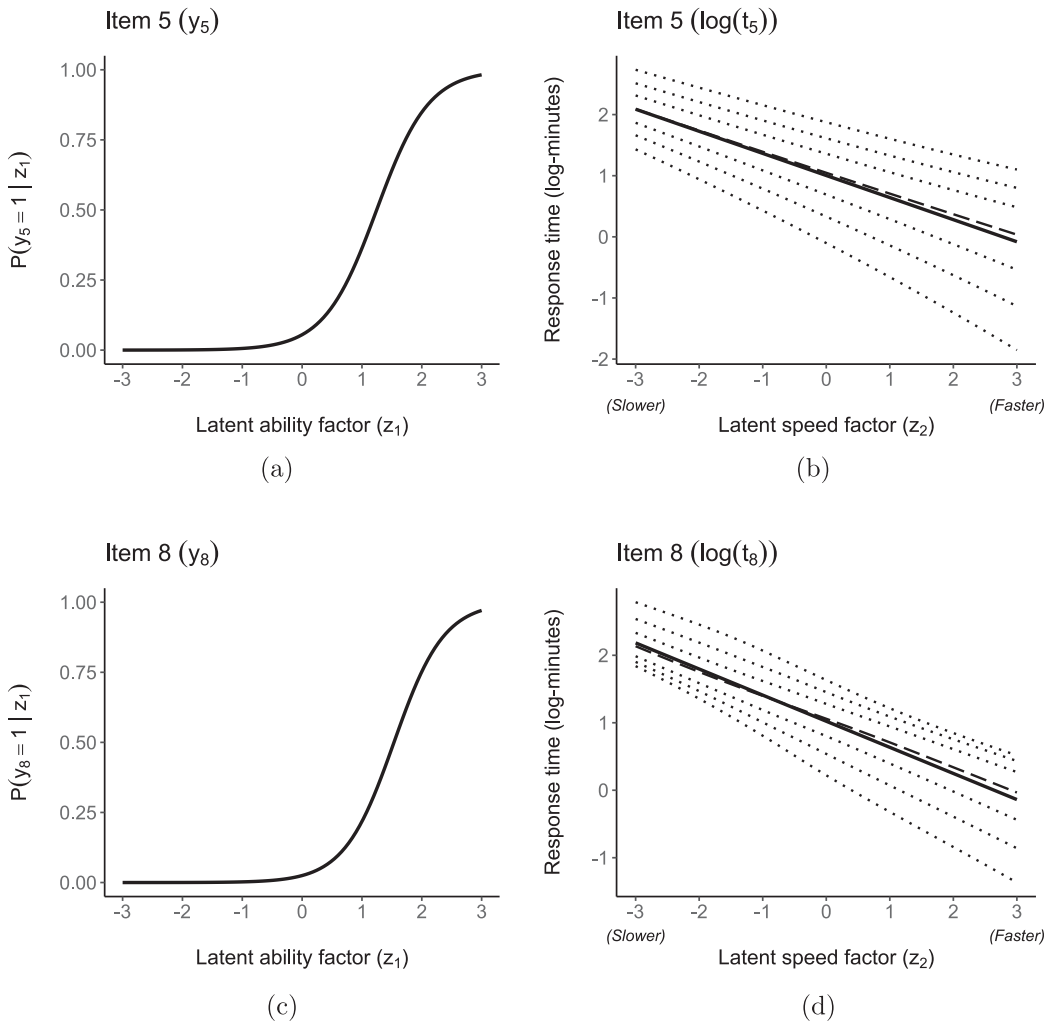 Item 5 (y5)
P(y5 = 1 | z1)
1.00
0.75
0.50
0.25
0.00
-3 -2 -1 0 1 2 3
Latent ability factor (z1)
(a)
Item 5 (log(t5))
Response time (log-minutes)
2
1
0
-1
-2
-3 -2 -1 0 1 2 3
(Slower) (Faster)
Latent speed factor (z2)
(b)
Item 8 (y8)
P(y8 = 1 | z1)
1.00
0.75
0.50
0.25
0.00
-3 -2 -1 0 1 2 3
Latent ability factor (z1)
(c)
Item 8 (log(t8))
Response time (log-minutes)
2
1
0
-1
-3 -2 -1 0 1 2 3
(Slower) (Faster)
Latent speed factor (z2)
(d)